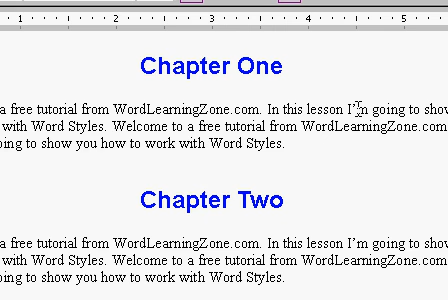 1 2 3 4 5
Chapter One
a free tutorial from WordLearningZone.com. In this lesson I'm going to show
with Word Styles. Welcome to a free tutorial from WordLearningZone.com
oing to show you how to work with Word Styles.
Chapter Two
a free tutorial from WordLearningZone.com. In this lesson I'm going to show
with Word Styles. Welcome to a free tutorial from WordLearningZone.com
oing to show you how to work with Word Styles.